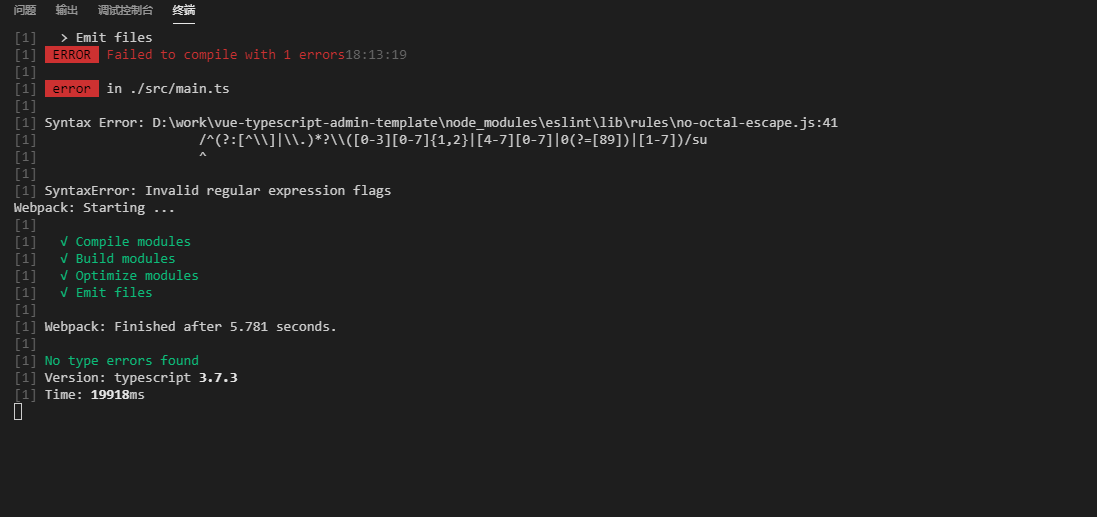 问题 输出 调试控制台 终端
[1]   > Emit files
[1]  ERROR  Failed to compile with 1 errors18:13:19
[1]
[1]  error  in ./src/main.ts
[1]
[1] Syntax Error: D:\work\vue-typescript-admin-template\node_modules\eslint\lib\rules\no-octal-escape.js:41
[1]                     /^(?:[^\\]|\\.)*?\\([0-3][0-7]{1,2}|[4-7][0-7]|0(?=[89])|[1-7])/su
[1]                     ^
[1]
[1] SyntaxError: Invalid regular expression flags
Webpack: Starting ...
[1]
[1]   √ Compile modules
[1]   √ Build modules
[1]   √ Optimize modules
[1]   √ Emit files
[1]
[1] Webpack: Finished after 5.781 seconds.
[1]
[1] No type errors found
[1] Version: typescript 3.7.3
[1] Time: 19918ms